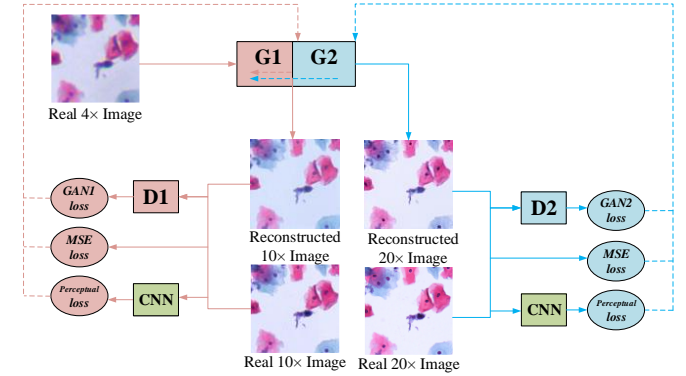 G1 G2
Real 4× Image
GAN1
loss
D1
MSE
loss
Perceptual
loss
CNN
Reconstructed
10× Image
Reconstructed
20× Image
D2
GAN2
loss
MSE
loss
CNN
Perceptual
loss
Real 10× Image
Real 20× Image